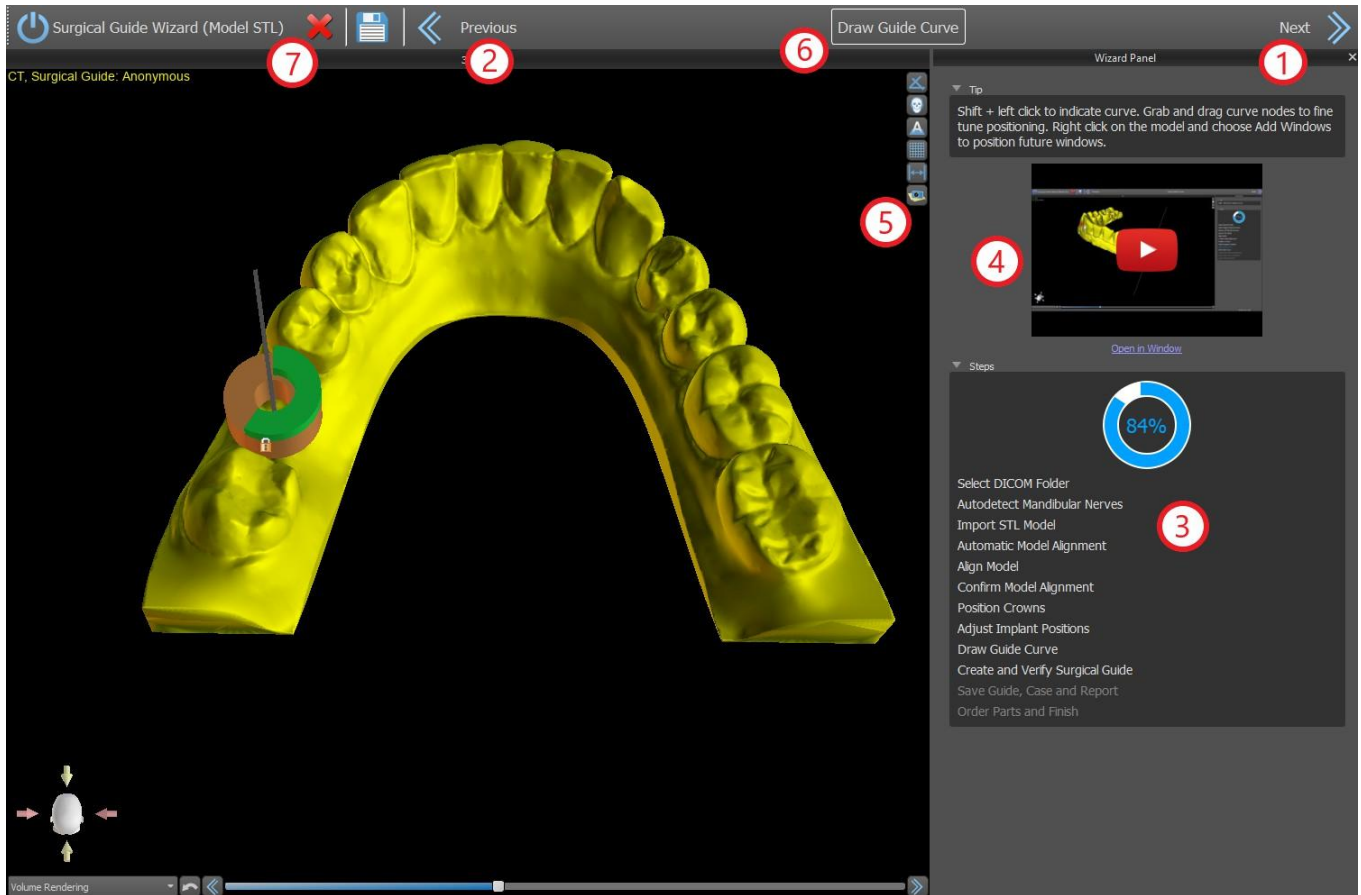 Surgical Guide Wizard (Model STL)
Previous
Draw Guide Curve
Next
7
2
6
1
Wizard Panel
CT, Surgical Guide: Anonymous
Tip
Shift + left click to indicate curve. Grab and drag curve nodes to fine
tune positioning. Right click on the model and choose Add Windows
to position future windows.
A
5
4
Open in Window
Steps
84%
Select DICOM Folder
Autodetect Mandibular Nerves
3
Import STL Model
Automatic Model Alignment
Align Model
Confirm Model Alignment
Position Crowns
Adjust Implant Positions
Draw Guide Curve
Create and Verify Surgical Guide
Save Guide, Case and Report
Order Parts and Finish
Volume Rendering